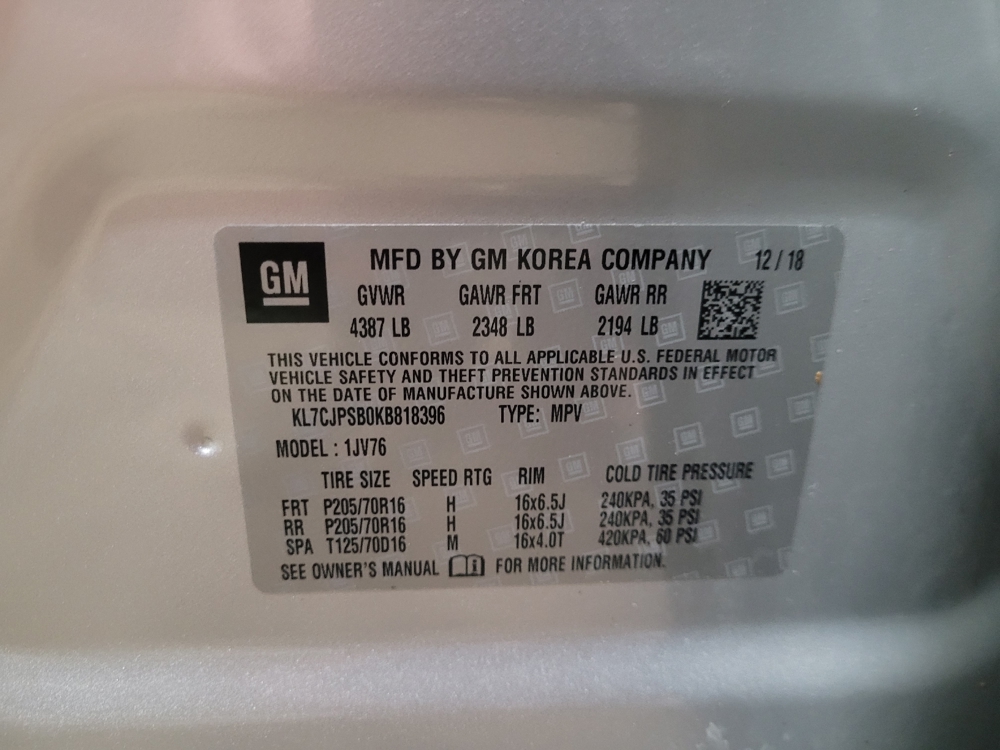 GM
MFD BY GM KOREA COMPANY 12 / 18
GVWR GAWR FRT GAWR RR
4387 LB 2348 LB 2194 LB
THIS VEHICLE CONFORMS TO ALL APPLICABLE U.S. FEDERAL MOTOR
VEHICLE SAFETY AND THEFT PREVENTION STANDARDS IN EFFECT
ON THE DATE OF MANUFACTURE SHOWN ABOVE.
KL7CJPSB0KB818396 TYPE: MPV
MODEL : 1JV76
TIRE SIZE SPEED RTG RIM COLD TIRE PRESSURE
FRT P205/70R16 H 16x6.5J 240KPA, 35 PSI
RR P205/70R16 H 16x6.5J 240KPA, 35 PSI
SPA T125/70D16 M 16x4.0T 420KPA, 60 PSI
SEE OWNER'S MANUAL FOR MORE INFORMATION.